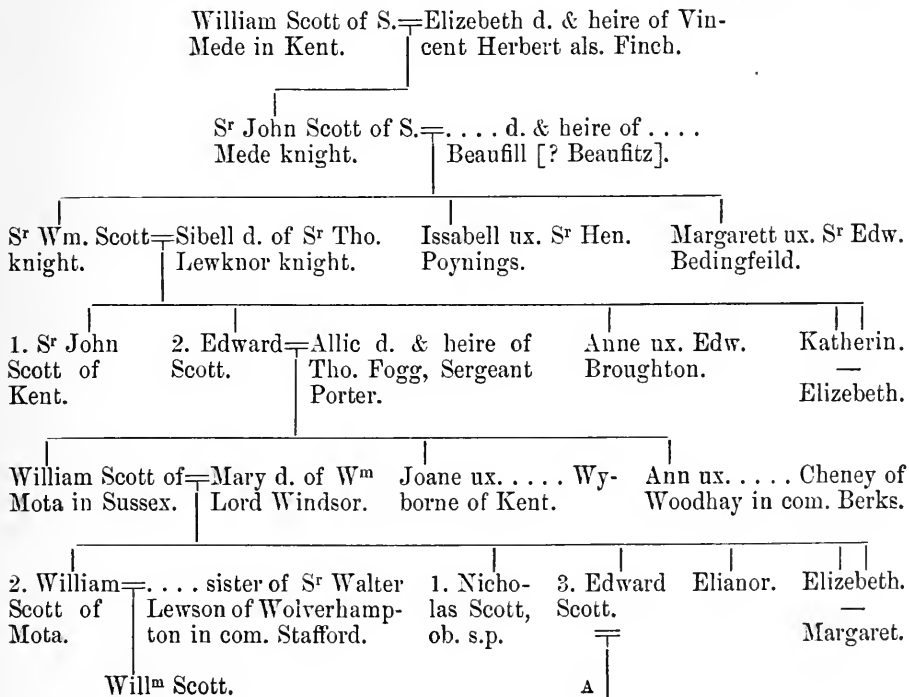 William Scott of S.=Elizebeth d. & heire of Vin-
Mede in Kent. cent Herbert als. Finch.
Sʳ John Scott of S.=. . . . d. & heire of . . . .
Mede knight. Beaufill [? Beaufitz].
Sʳ Wm. Scott=Sibell d. of Sʳ Tho. Issabell ux. Sʳ Hen. Margarett ux. Sʳ Edw.
knight. Lewknor knight. Poynings. Bedingfeild.
1. Sʳ John 2. Edward=Allic d. & heire of Anne ux. Edw. Katherin.
Scott of Scott. Tho. Fogg, Sergeant Broughton. —
Kent. Porter. Elizebeth.
William Scott of=Mary d. of Wᵐ Joane ux. . . . . Wy- Ann ux. . . . . Cheney of
Mota in Sussex. Lord Windsor. borne of Kent. Woodhay in com. Berks.
2. William=. . . . sister of Sʳ Walter 1. Nicho- 3. Edward Elianor. Elizebeth.
Scott of Lewson of Wolverhamp- las Scott, Scott. —
Mota. ton in com. Stafford. ob. s.p. = Margaret.
Willᵐ Scott. A